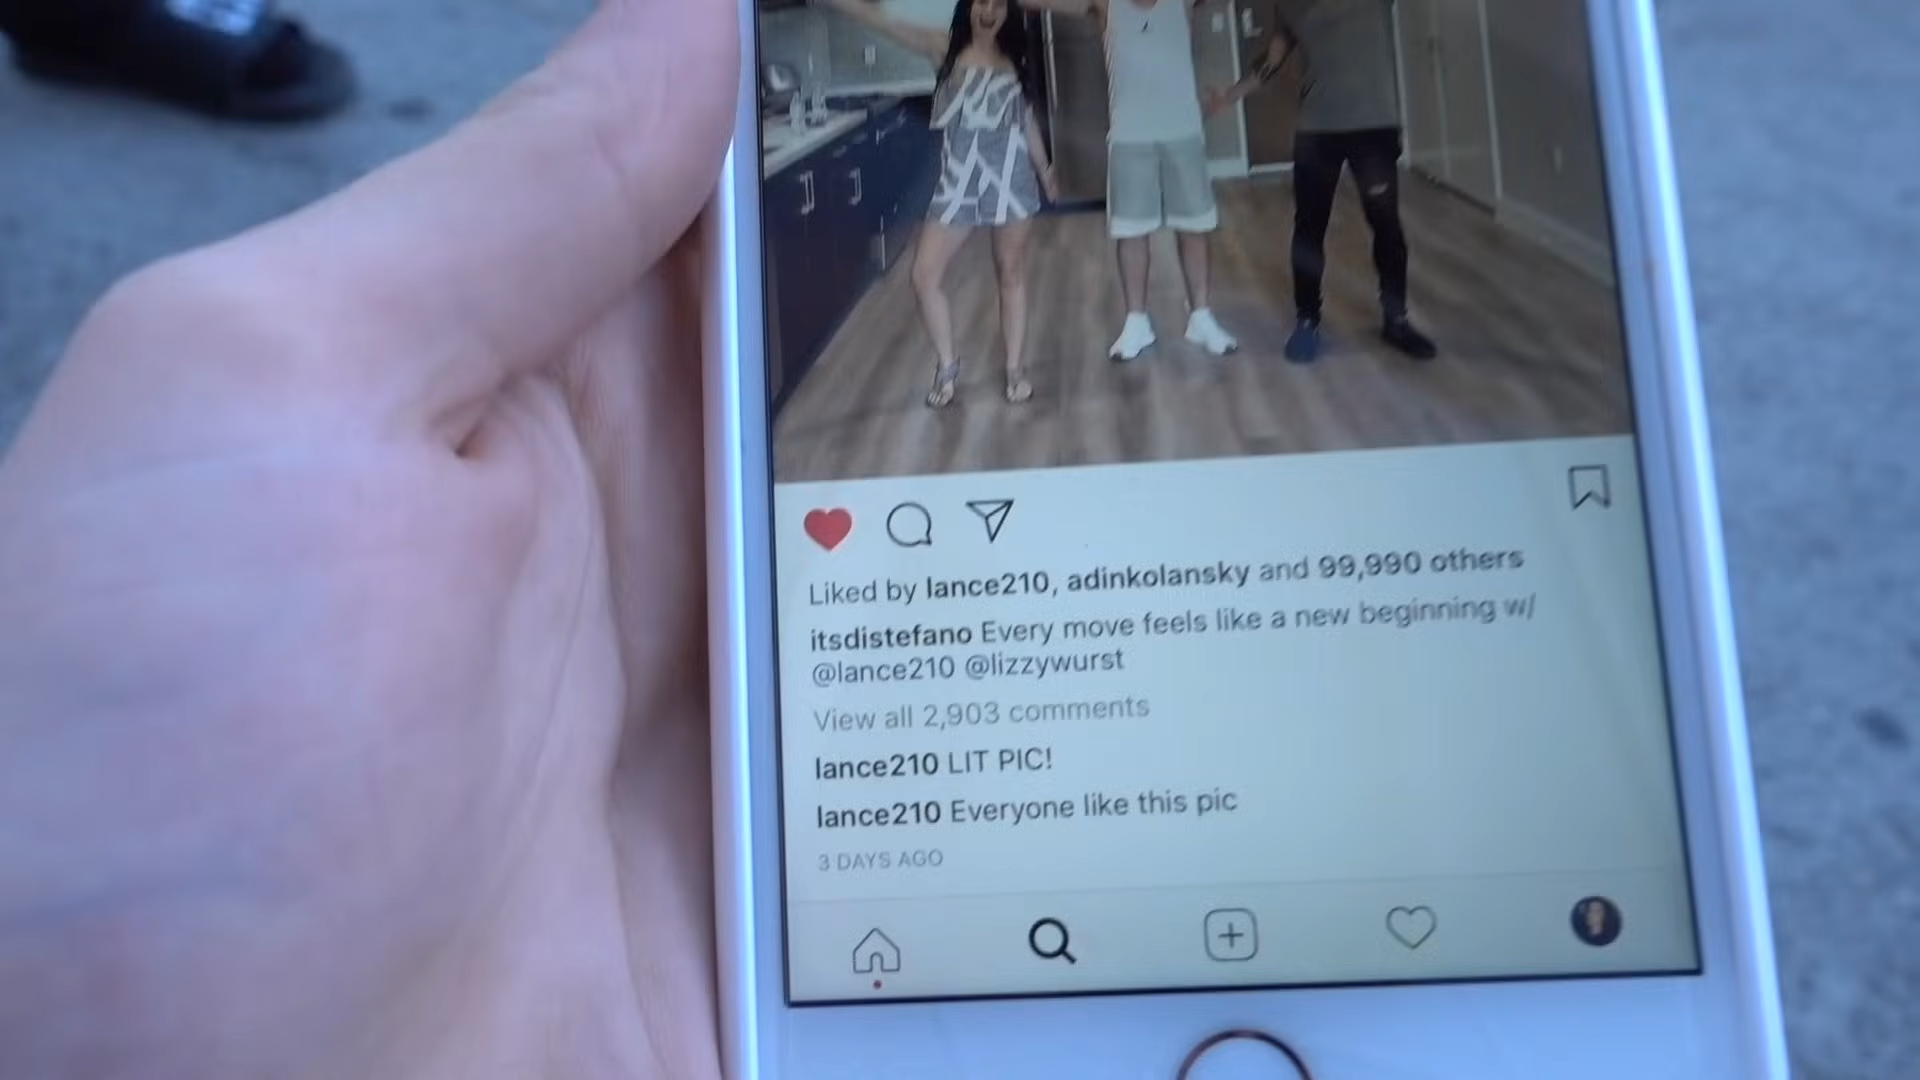 Liked by lance210, adinkolansky and 99,990 others
itsdistefano Every move feels like a new beginning w/
@lance210 @lizzywurst
View all 2,903 comments
lance210 LIT PIC!
lance210 Everyone like this pic
3 DAYS AGO